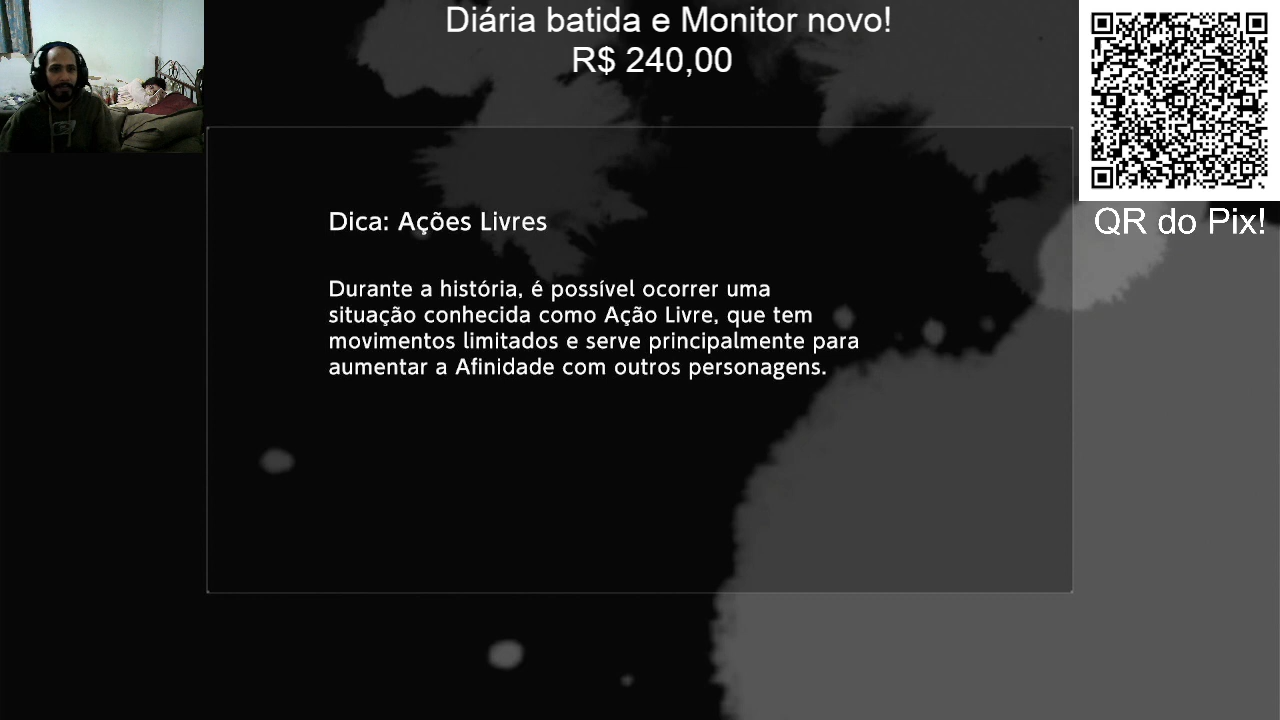 Diária batida e Monitor novo!
R$ 240,00
QR do Pix!
Dica: Ações Livres
Durante a história, é possível ocorrer uma
situação conhecida como Ação Livre, que tem
movimentos limitados e serve principalmente para
aumentar a Afinidade com outros personagens.